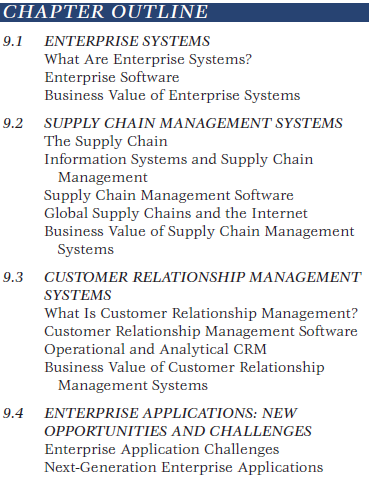 CHAPTER OUTLINE
9.1 ENTERPRISE SYSTEMS
What Are Enterprise Systems?
Enterprise Software
Business Value of Enterprise Systems
9.2 SUPPLY CHAIN MANAGEMENT SYSTEMS
The Supply Chain
Information Systems and Supply Chain
Management
Supply Chain Management Software
Global Supply Chains and the Internet
Business Value of Supply Chain Management
Systems
9.3 CUSTOMER RELATIONSHIP MANAGEMENT
SYSTEMS
What Is Customer Relationship Management?
Customer Relationship Management Software
Operational and Analytical CRM
Business Value of Customer Relationship
Management Systems
9.4 ENTERPRISE APPLICATIONS: NEW
OPPORTUNITIES AND CHALLENGES
Enterprise Application Challenges
Next-Generation Enterprise Applications